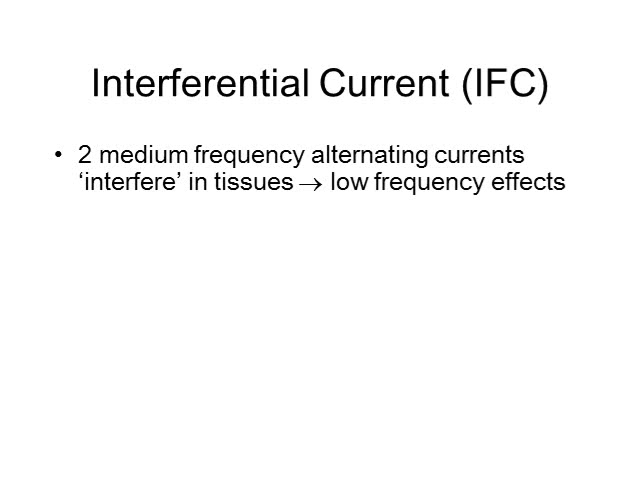 Interferential Current (IFC)
• 2 medium frequency alternating currents
‘interfere’ in tissues → low frequency effects